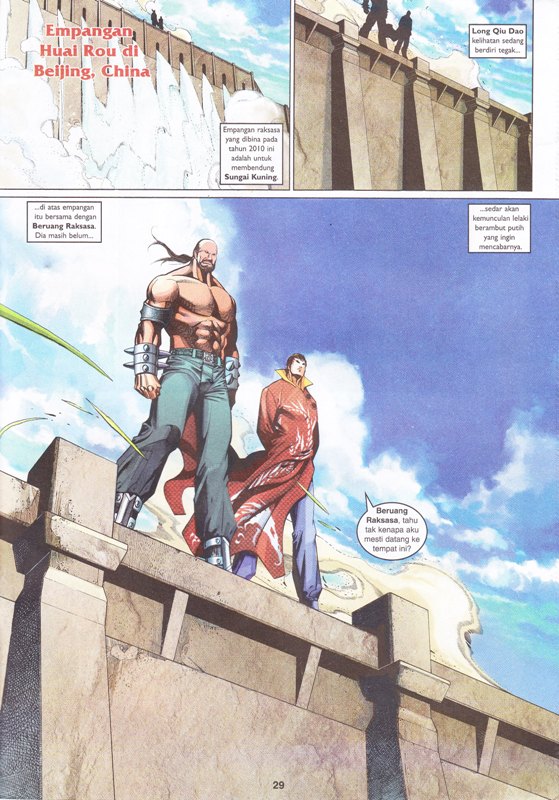 Empangan
Huai Rou di
Beijing, China
Empangan raksasa
yang dibina pada
tahun 2010 ini
adalah untuk
membendung
Sungai Kuning.
Long Qiu Dao
kelihatan sedang
berdiri tegak...
...di atas empangan
itu bersama dengan
Beruang Raksasa.
Dia masih belum...
...sedar akan
kemunculan lelaki
berambut putih
yang ingin
mencabarnya.
Beruang
Raksasa, tahu
tak kenapa aku
mesti datang ke
tempat ini?
29